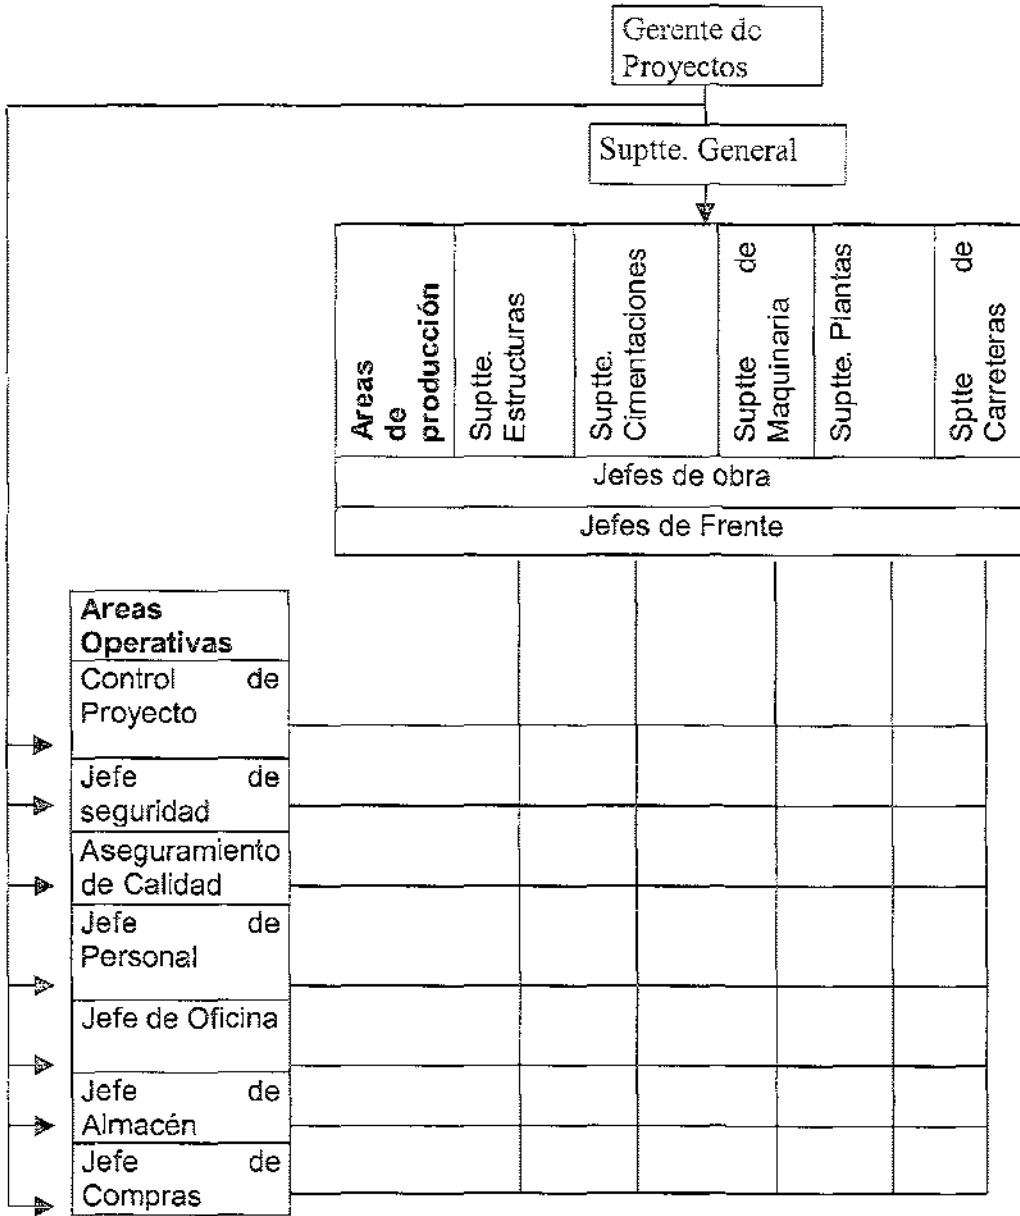 Gerente de
Proyectos
Suptte. General
Areas
de
producción
Suptte.
Estructuras
Suptte.
Cimentaciones
Suptte de
Maquinaria
Suptte. Plantas
Sptte de
Carreteras
Jefes de obra
Jefes de Frente
Areas
Operativas
Control de
Proyecto
Jefe de
seguridad
Aseguramiento
de Calidad
Jefe de
Personal
Jefe de Oficina
Jefe de
Almacén
Jefe de
Compras